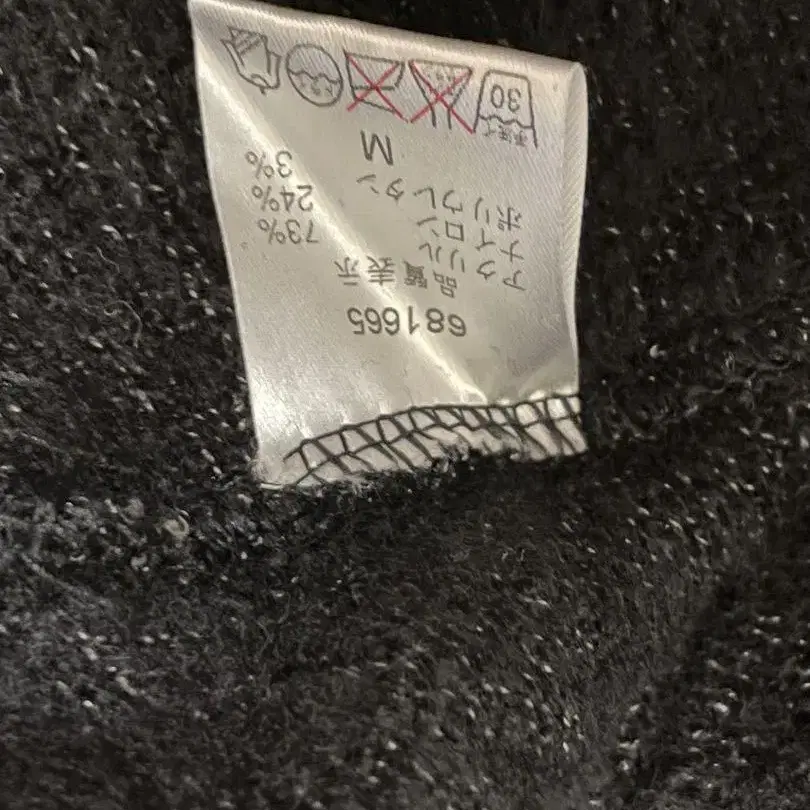 681665
品質表示
アクリル 73%
ナイロン 24%
ポリウレタン 3%
M
30